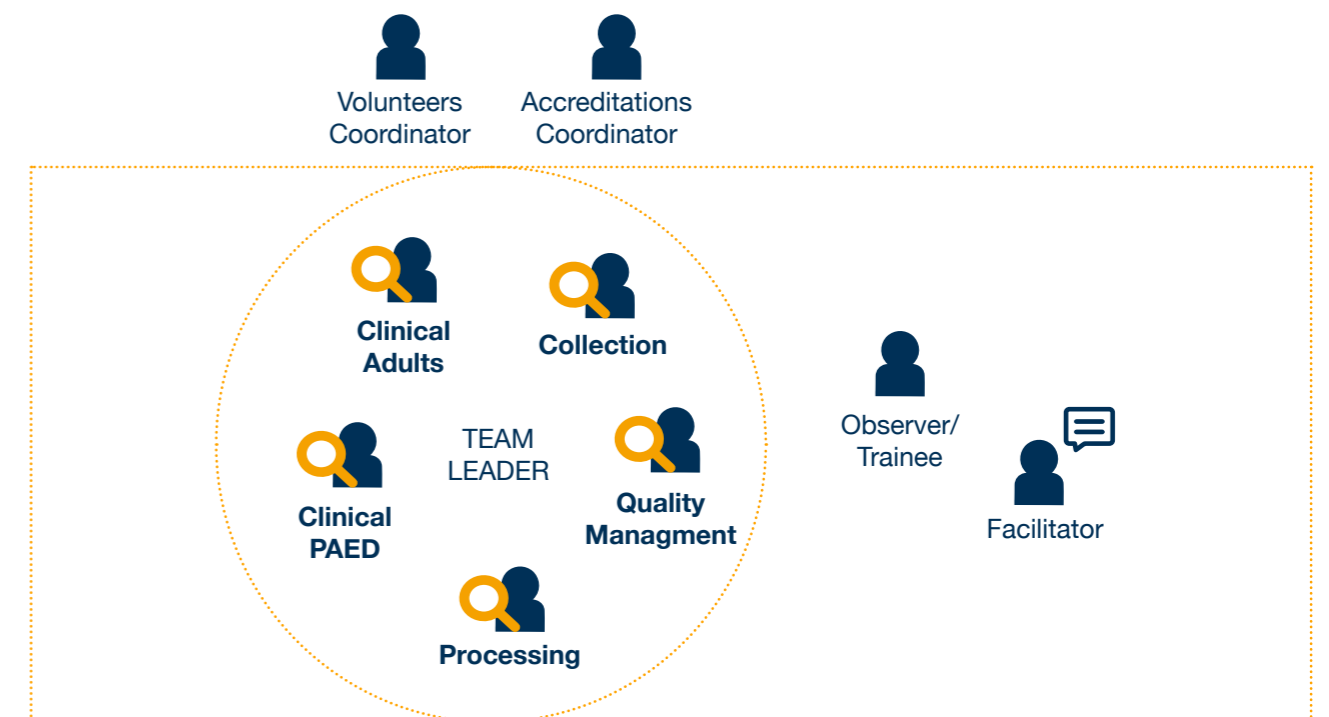 Volunteers
Coordinator
Accreditations
Coordinator
Clinical
Adults
Collection
TEAM
LEADER
Clinical
PAED
Quality
Managment
Processing
Observer/
Trainee
Facilitator